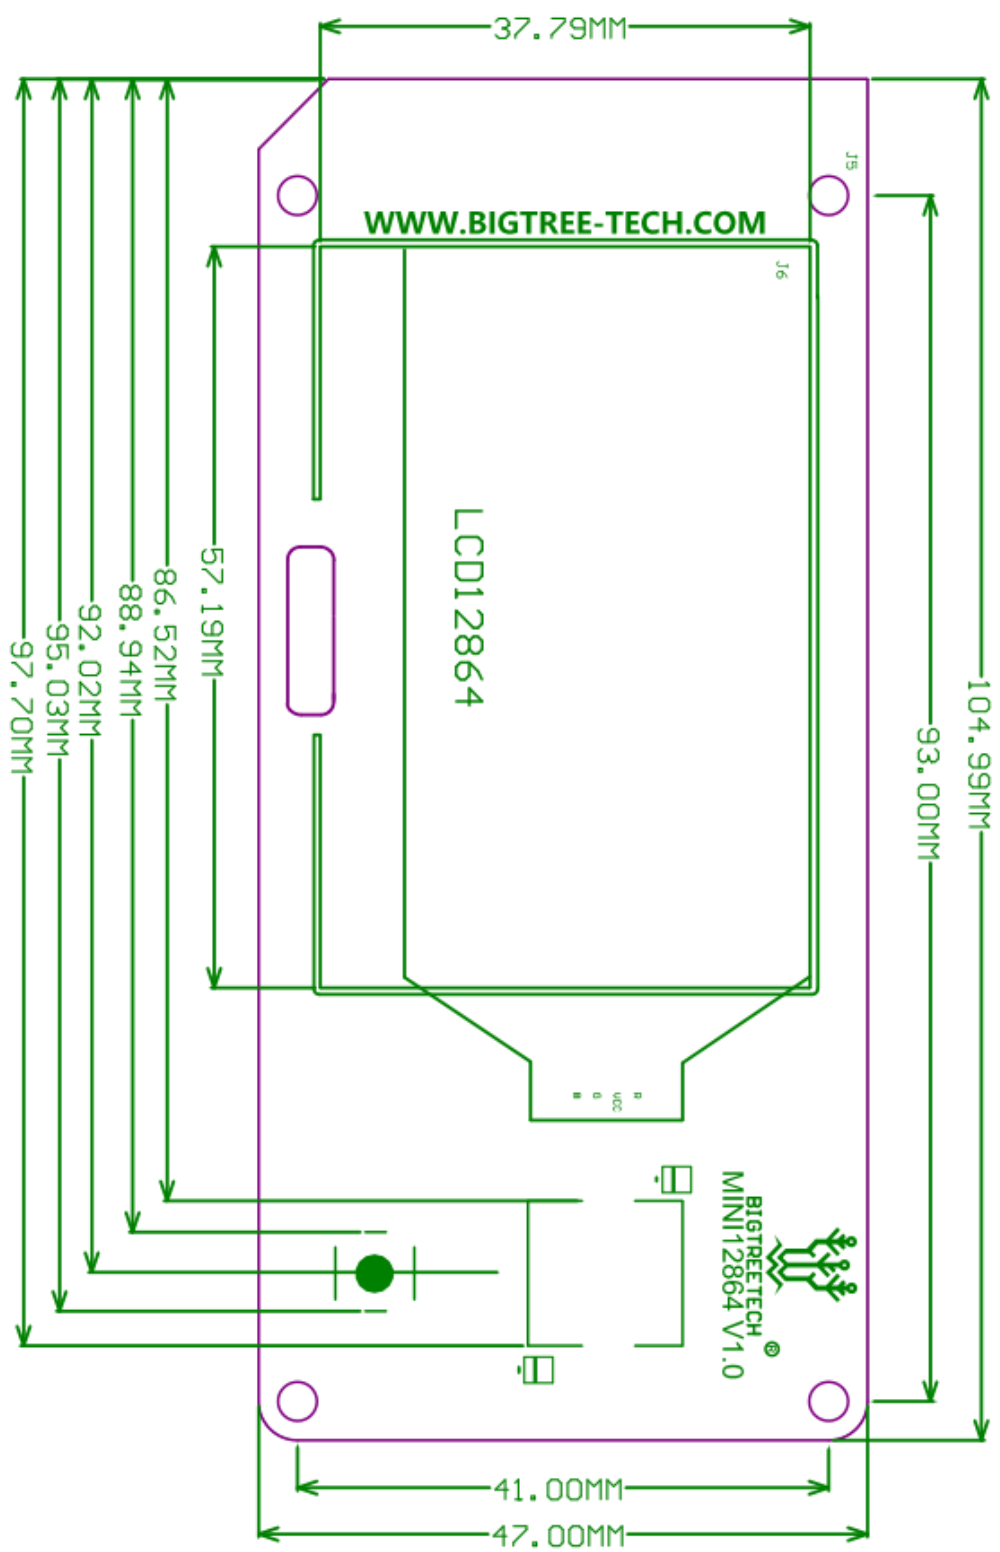 37.79MM
J5
WWW.BIGTREE-TECH.COM
J6
LCD12864
57.19MM
86.52MM
88.94MM
92.02MM
95.03MM
97.70MM
104.99MM
93.00MM
VCC
BIGTREETECH ®
MINI12864 V1.0
41.00MM
47.00MM